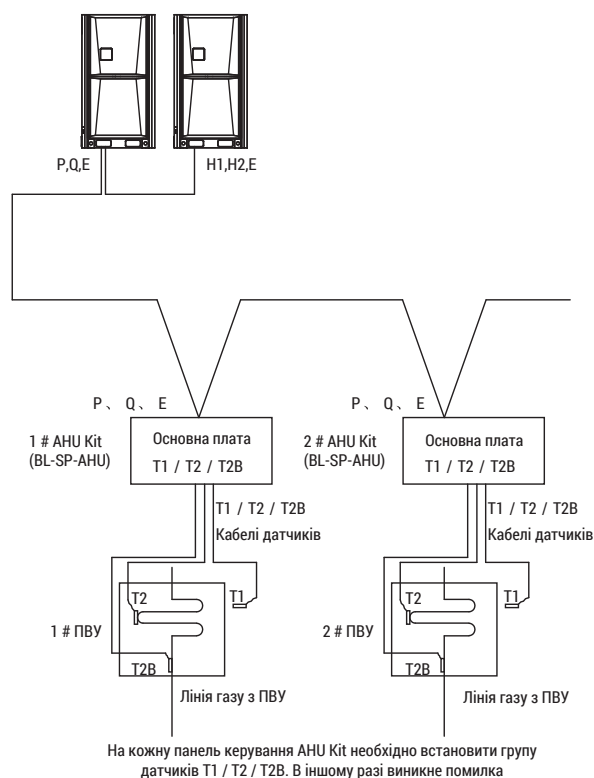 P,Q,E
H1,H2,E
P 、 Q 、 E
P 、 Q 、 E
1 # AHU Kit
(BL-SP-AHU)
Основна плата
T1 / T2 / T2B
2 # AHU Kit
(BL-SP-AHU)
Основна плата
T1 / T2 / T2B
T1 / T2 / T2B
Кабелі датчиків
T1 / T2 / T2B
Кабелі датчиків
T2
T1
T2
T1
1 # ПВУ
2 # ПВУ
T2B
T2B
Лінія газу з ПВУ
Лінія газу з ПВУ
На кожну панель керування AHU Kit необхідно встановити групу
датчиків T1 / T2 / T2B. В іншому разі виникне помилка